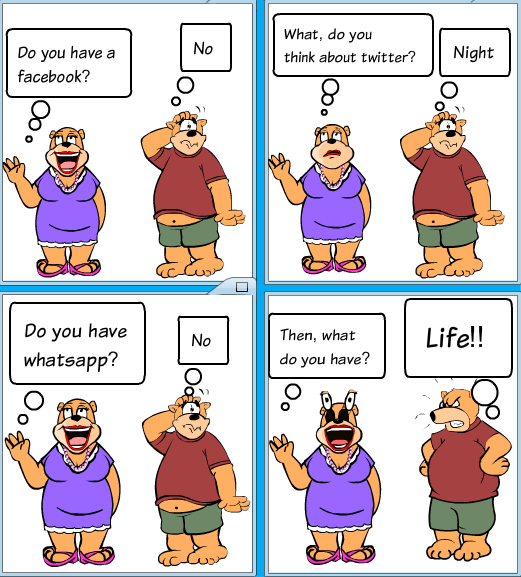 Do you have a
facebook?
No
What, do you
think about twitter?
Night
Do you have
whatsapp?
No
Then, what
do you have?
Life!!